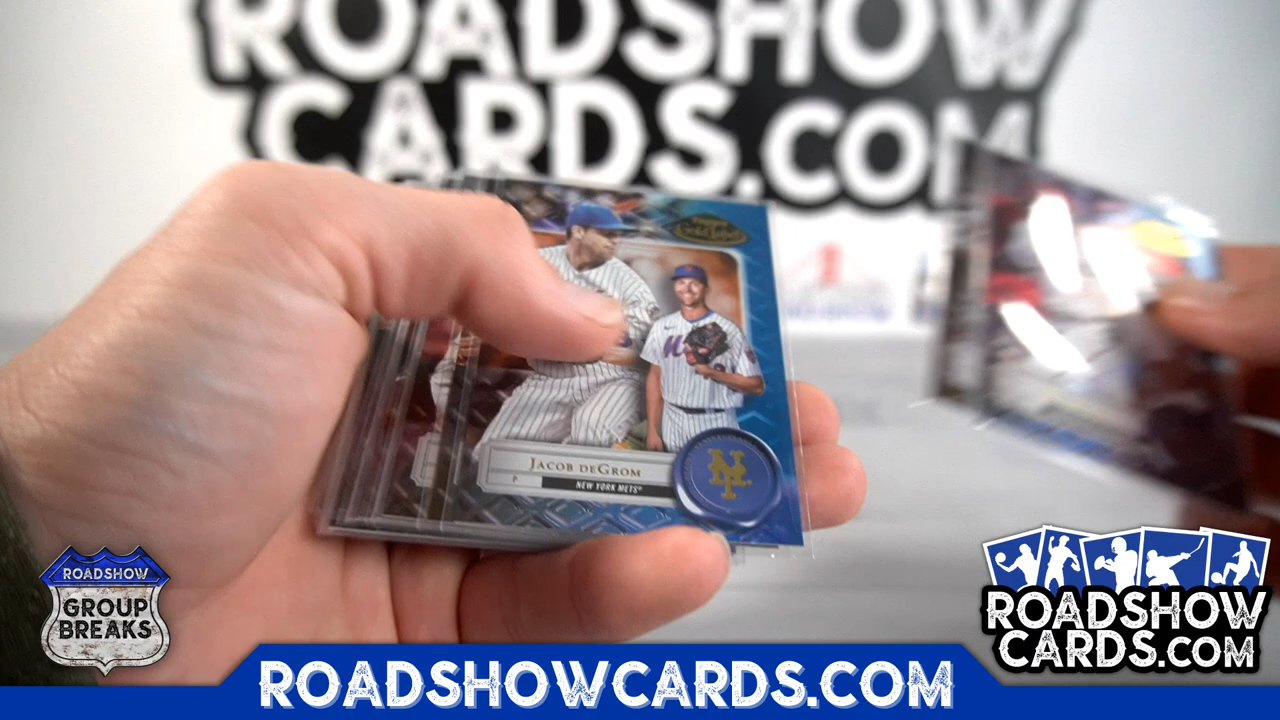 ROADSHOW
CARDS.COM
JACOB DEGROM
P
NEW YORK METS®
ROADSHOW
GROUP
BREAKS
ROADSHOW
CARDS.COM
ROADSHOWCARDS.COM